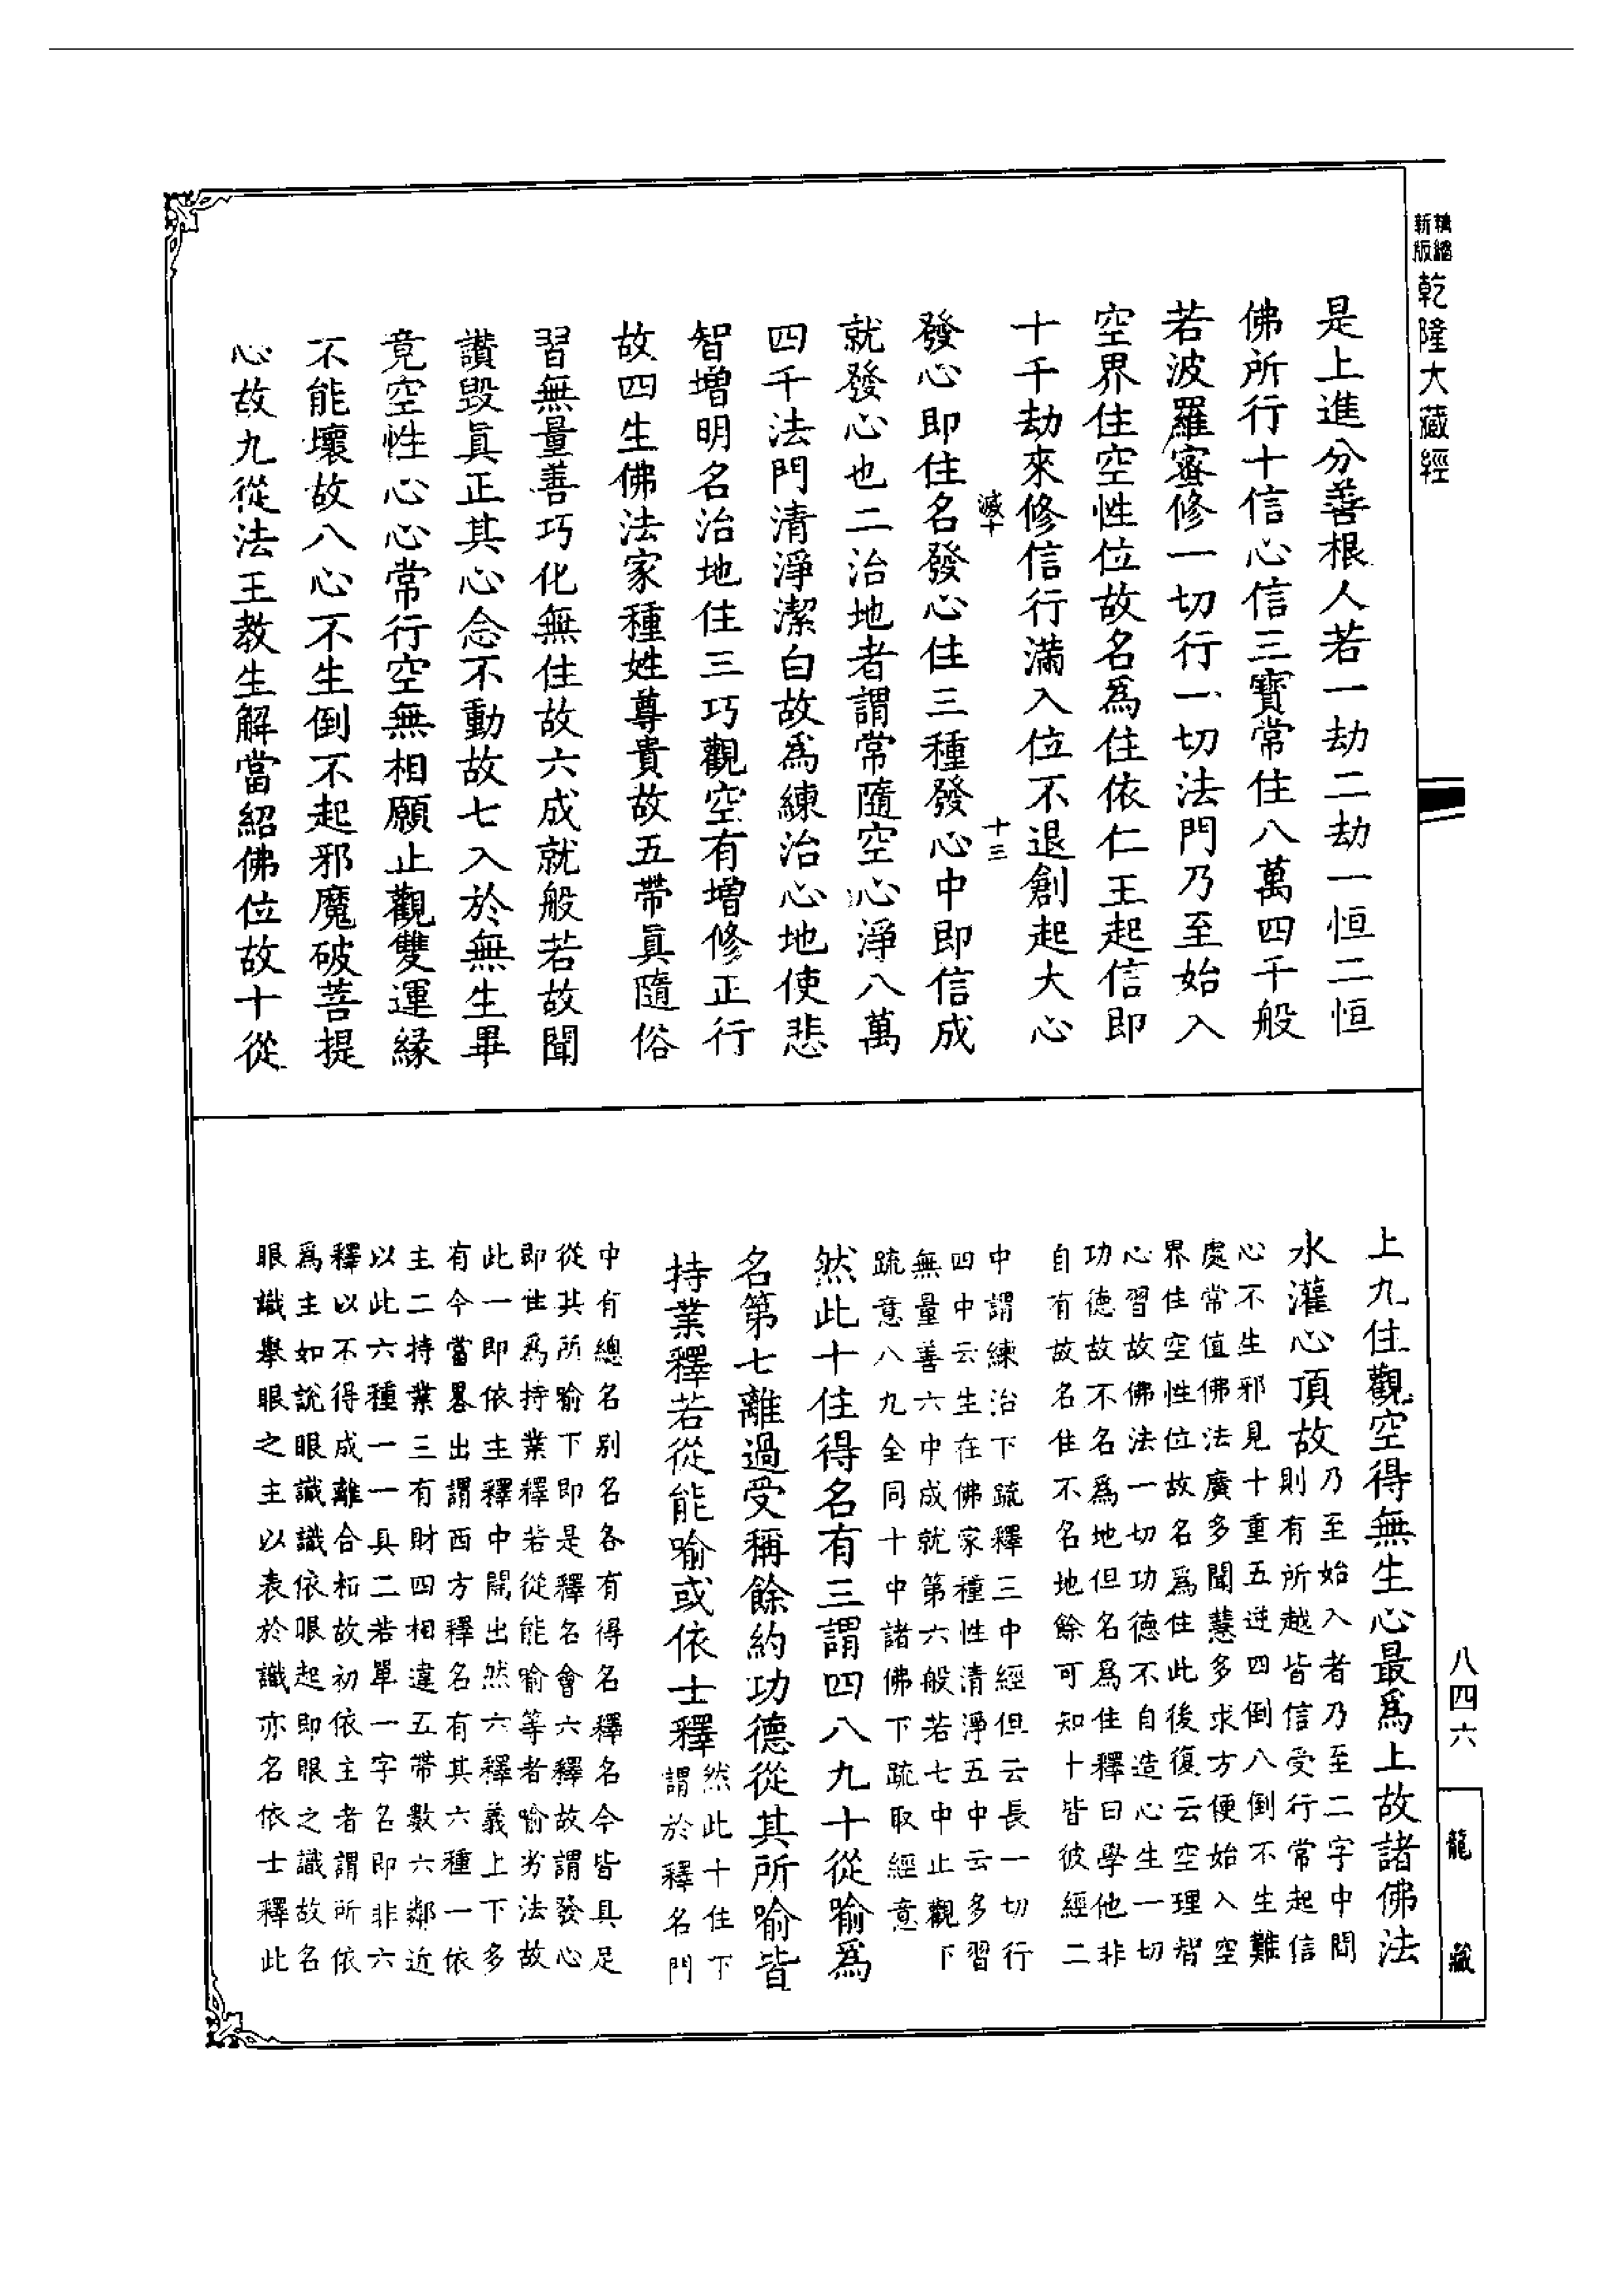 新版精縮乾隆大藏經
是上進分善根人若一劫二劫一恒二恒
佛所行十信心信三寶常住八萬四千般
若波羅蜜修一切行一切法門乃至始入
空界住空性位故名爲住依仁王起信即
十千劫來修信行滿入位不退創起大心
滅十
十三
發心即住名發心住三種發心中即信成
就發心也二治地者謂常隨空心淨八萬
四千法門清淨潔白故爲練治心地使悲
智增明名治地住三巧觀空有增修正行
故四生佛法家種姓尊貴故五帶眞隨俗
習無量善巧化無住故六成就般若故聞
讚毀眞正其心念不動故七入於無生畢
竟空性心心常行空無相願止觀雙運緣
不能壞故八心不生倒不起邪魔破菩提
心故九從法王教生解當紹佛位故十從
上九住觀空得無生心最爲上故諸佛法
水灌心頂故乃至始入者乃至二字中間
則有所越皆信受行常起信
心不生邪見十重五逆四倒八倒不生難
處常值佛法廣多聞慧多求方便始入空
界住空性位故名爲住此後復云空理智
心習故佛法一切功德不自造心生一切
功德故不名爲地但名爲住釋曰學他非
自有故名住不名地餘可知十皆彼經二
中謂練治下疏釋三中經但云長一切行
四中云生在佛家種性清淨五中云多習
無量善六中成就第六般若七中止觀下
疏意八九全同十中諸佛下疏取經意
然此十住得名有三謂四八九十從喻爲
名第七離過受稱餘約功德從其所喻皆
持業釋若從能喻或依士釋然此十住下
謂於釋名門
中有總名别名各有得名釋名今皆具足
從其所喻下即是釋名會六釋故謂發心
即住爲持業釋若從能喻等者喻劣法故
此一即依主釋中開出然六釋義上下多
有今當畧出謂西方釋名有其六種一依
主二持業三有財四相違五帶數六鄰近
以此六種一一具二若單一字名即非六
釋以不得成離合柘故初依主者謂所依
爲主如說眼識識依眼起即眼之識故名
眼識舉眼之主以表於識亦名依士釋此
八四六
龍藏